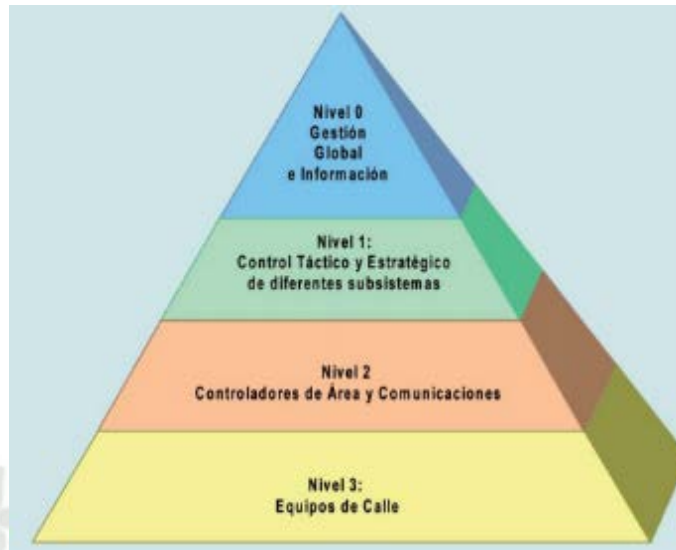 Nivel 0
Gestión
Global
e Información
Nivel 1:
Control Táctico y Estratégico
de diferentes subsistemas
Nivel 2
Controladores de Área y Comunicaciones
Nivel 3:
Equipos de Calle